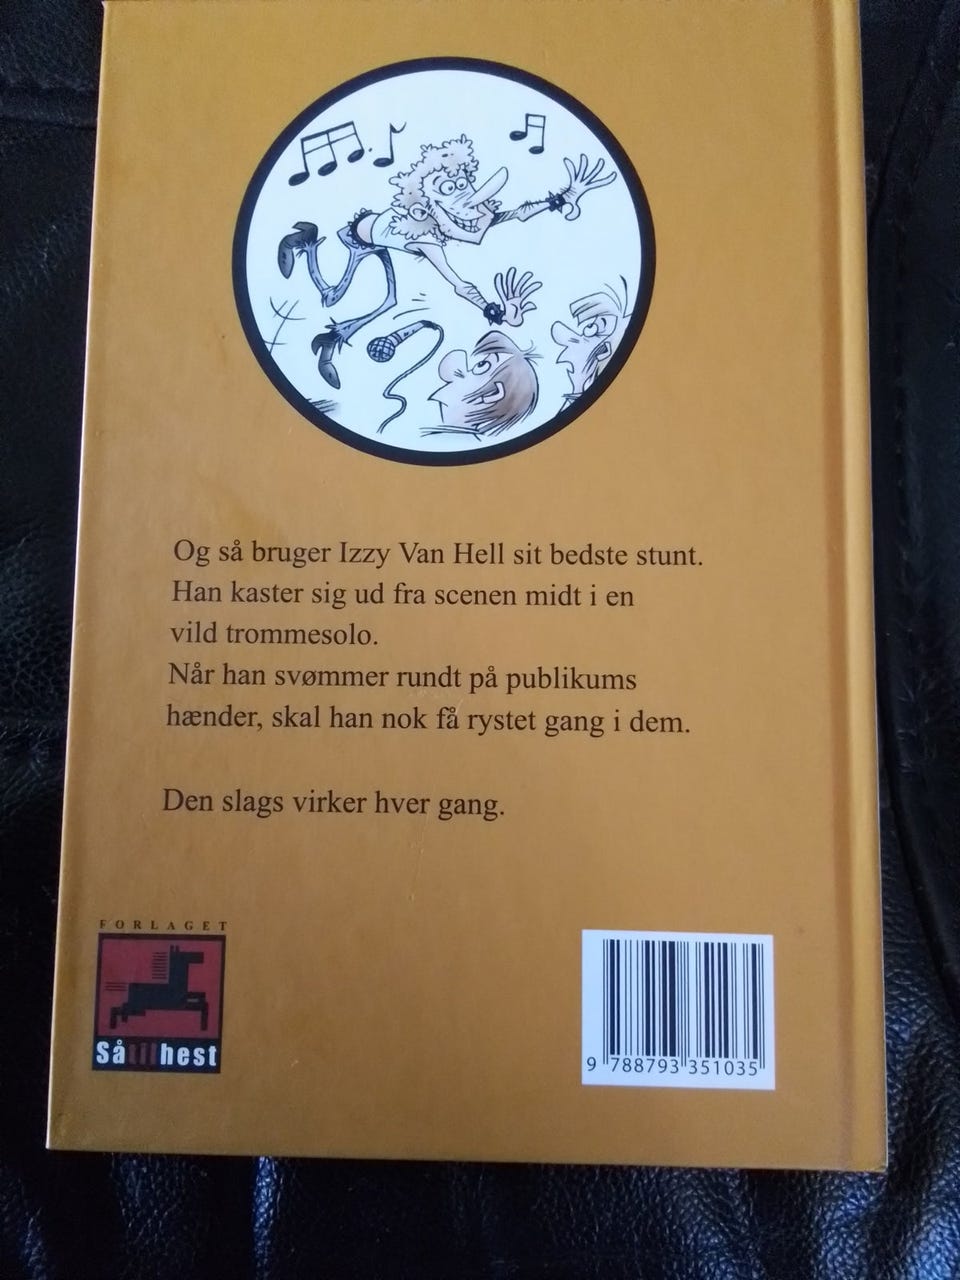 Og så bruger Izzy Van Hell sit bedste stunt.
Han kaster sig ud fra scenen midt i en
vild trommesolo.
Når han svømmer rundt på publikums
hænder, skal han nok få rystet gang i dem.
Den slags virker hver gang.
FORLAGET
Såtilhest
9 788793 351035